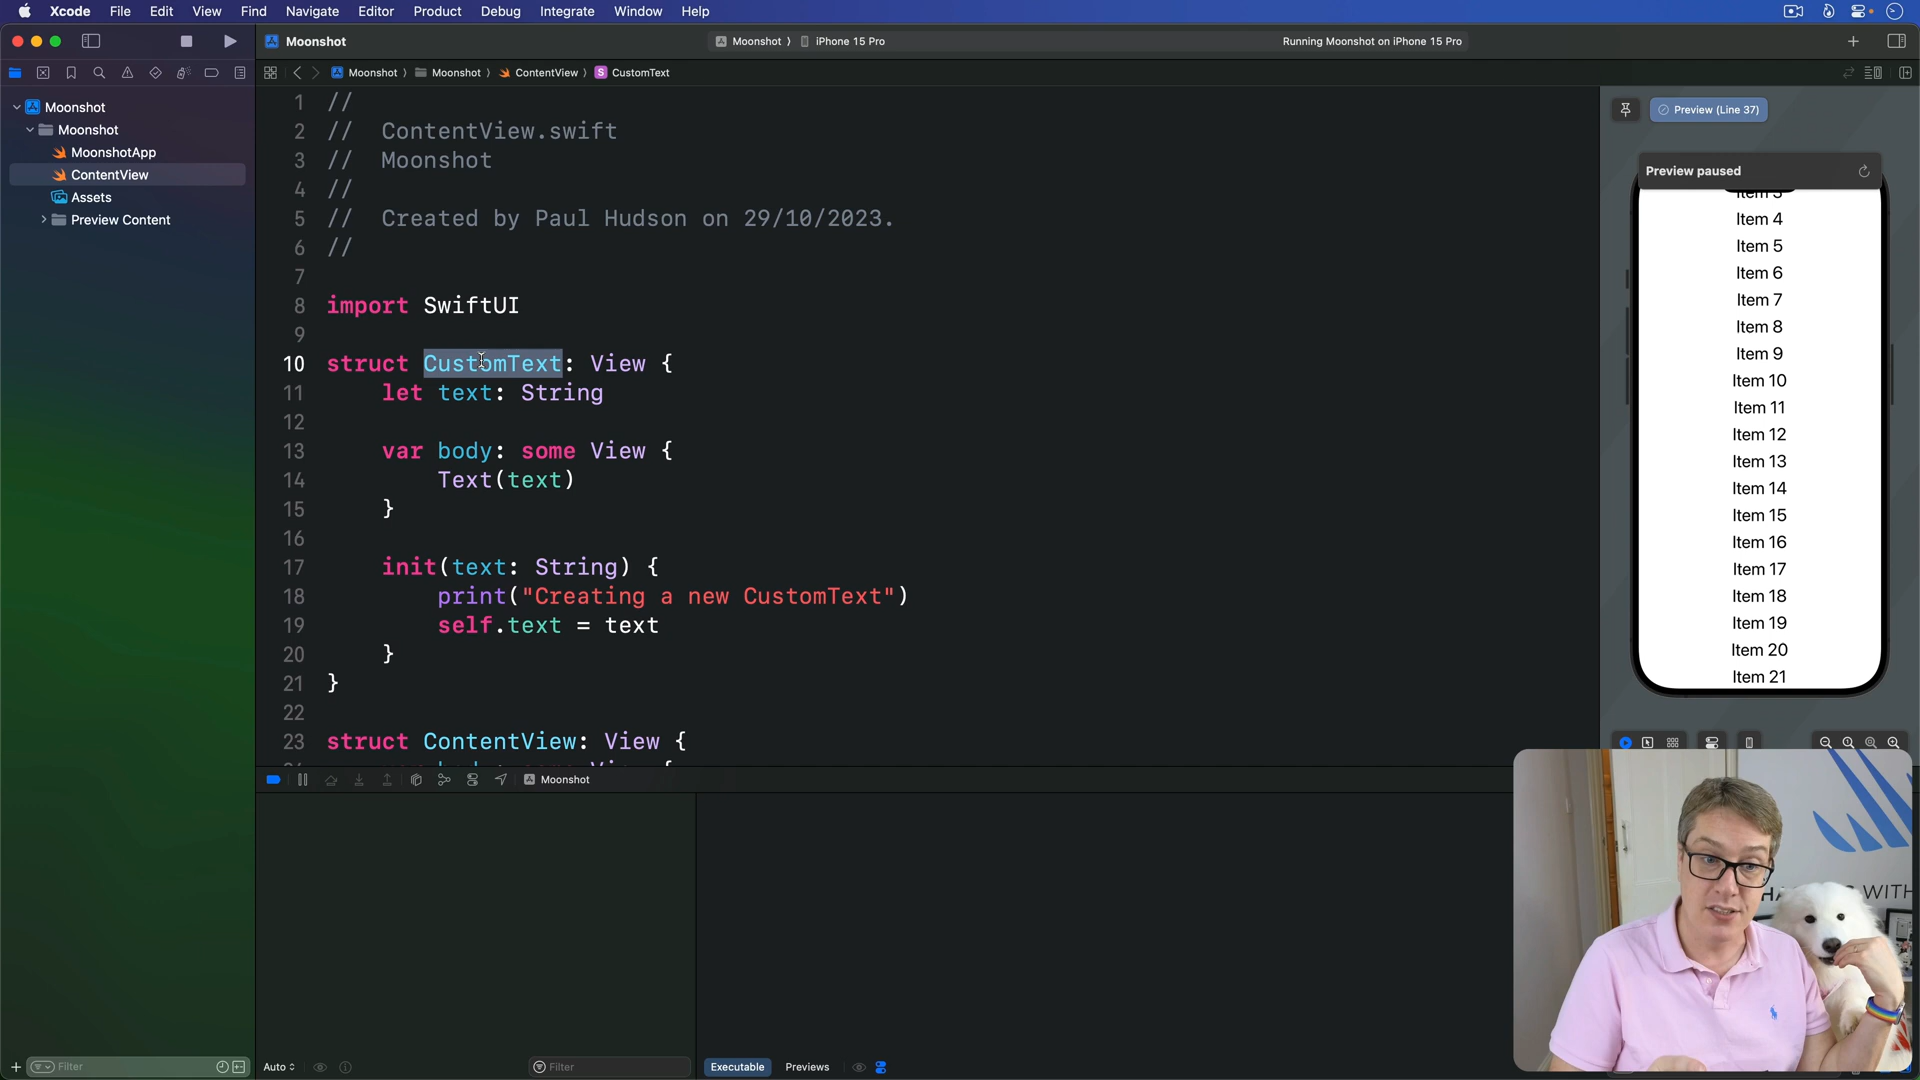 Xcode File Edit View Find Navigate Editor Product Debug Integrate Window Help
Moonshot
Moonshot 〉 iPhone 15 Pro
Running Moonshot on iPhone 15 Pro
Moonshot 〉 Moonshot 〉 ContentView 〉 S CustomText
Moonshot
Moonshot
MoonshotApp
ContentView
Assets
Preview Content
1 //
2 // ContentView.swift
3 // Moonshot
4 //
5 // Created by Paul Hudson on 29/10/2023.
6 //
7
8 import SwiftUI
9
10 struct CustomText: View {
11 let text: String
12
13 var body: some View {
14 Text(text)
15 }
16
17 init(text: String) {
18 print("Creating a new CustomText")
19 self.text = text
20 }
21 }
22
23 struct ContentView: View {
Preview (Line 37)
Preview paused
Item 3
Item 4
Item 5
Item 6
Item 7
Item 8
Item 9
Item 10
Item 11
Item 12
Item 13
Item 14
Item 15
Item 16
Item 17
Item 18
Item 19
Item 20
Item 21
Moonshot
WITH
Filter
Auto
Filter
Executable Previews